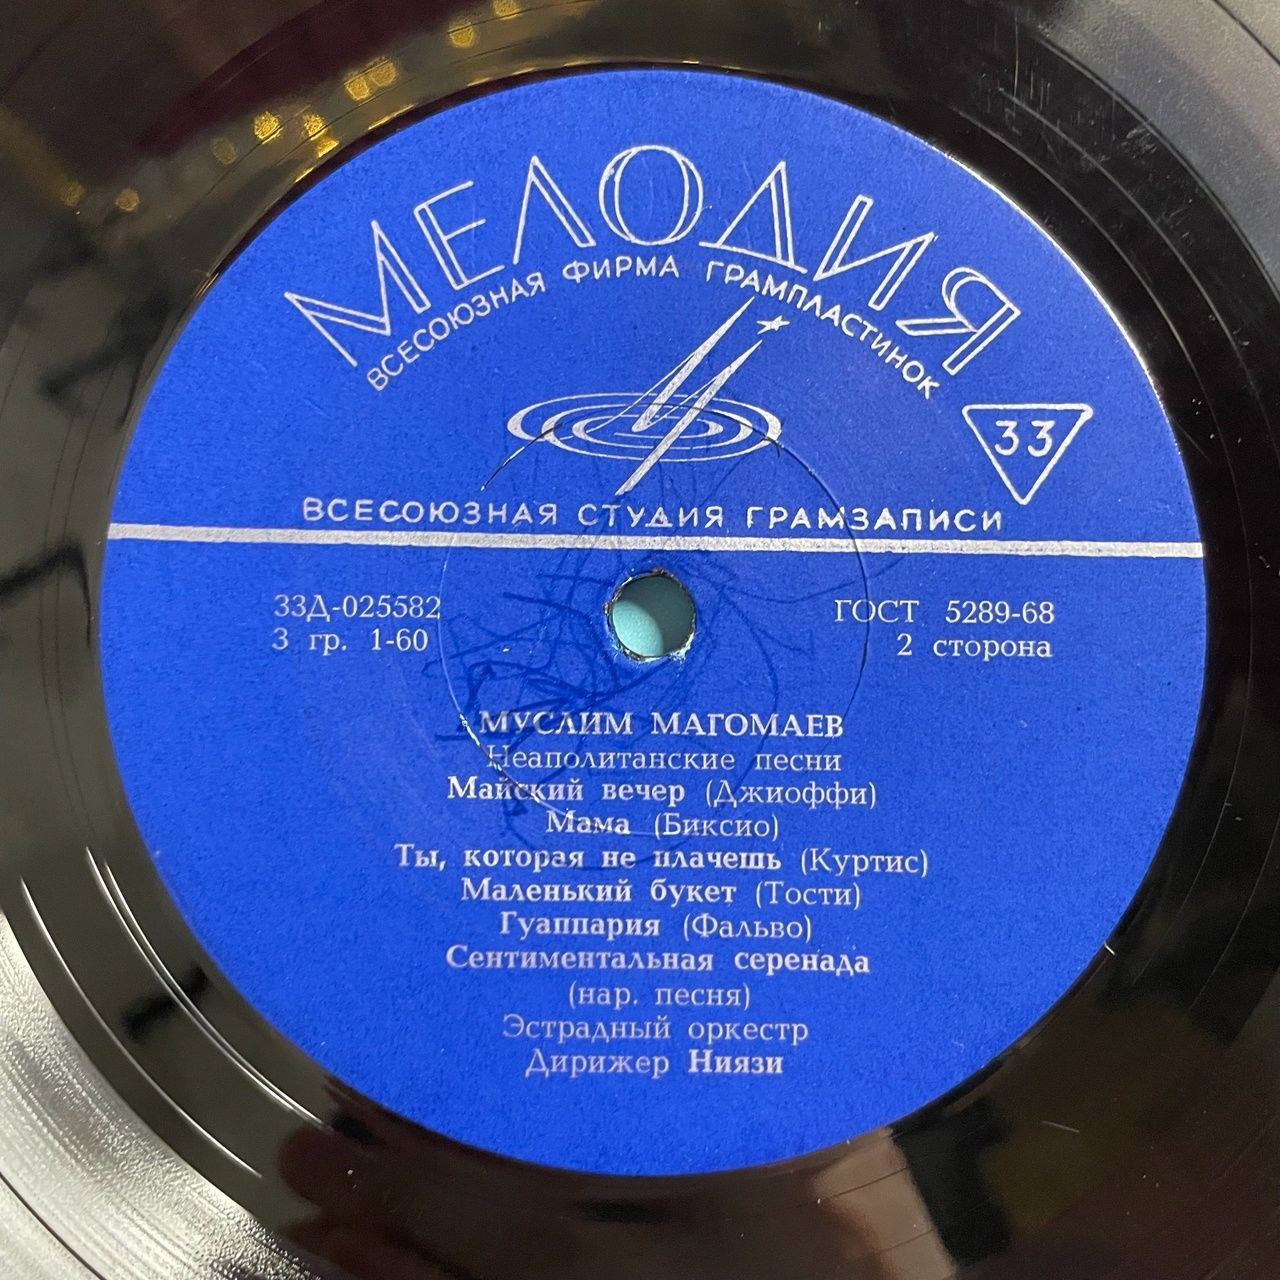 МЕЛОДИЯ
ВСЕСОЮЗНАЯ ФИРМА ГРАМПЛАСТИНОК
33
ВСЕСОЮЗНАЯ СТУДИЯ ГРАМЗАПИСИ
33Д-025582
ГОСТ 5289-68
3 гр. 1-60
2 сторона
МУСЛИМ МАГОМАЕВ
Неаполитанские песни
Майский вечер (Джиоффи)
Мама (Биксио)
Ты, которая не плачешь (Куртис)
Маленький букет (Тости)
Гуаппария (Фальво)
Сентиментальная серенада
(нар. песня)
Эстрадный оркестр
Дирижер Ниязи